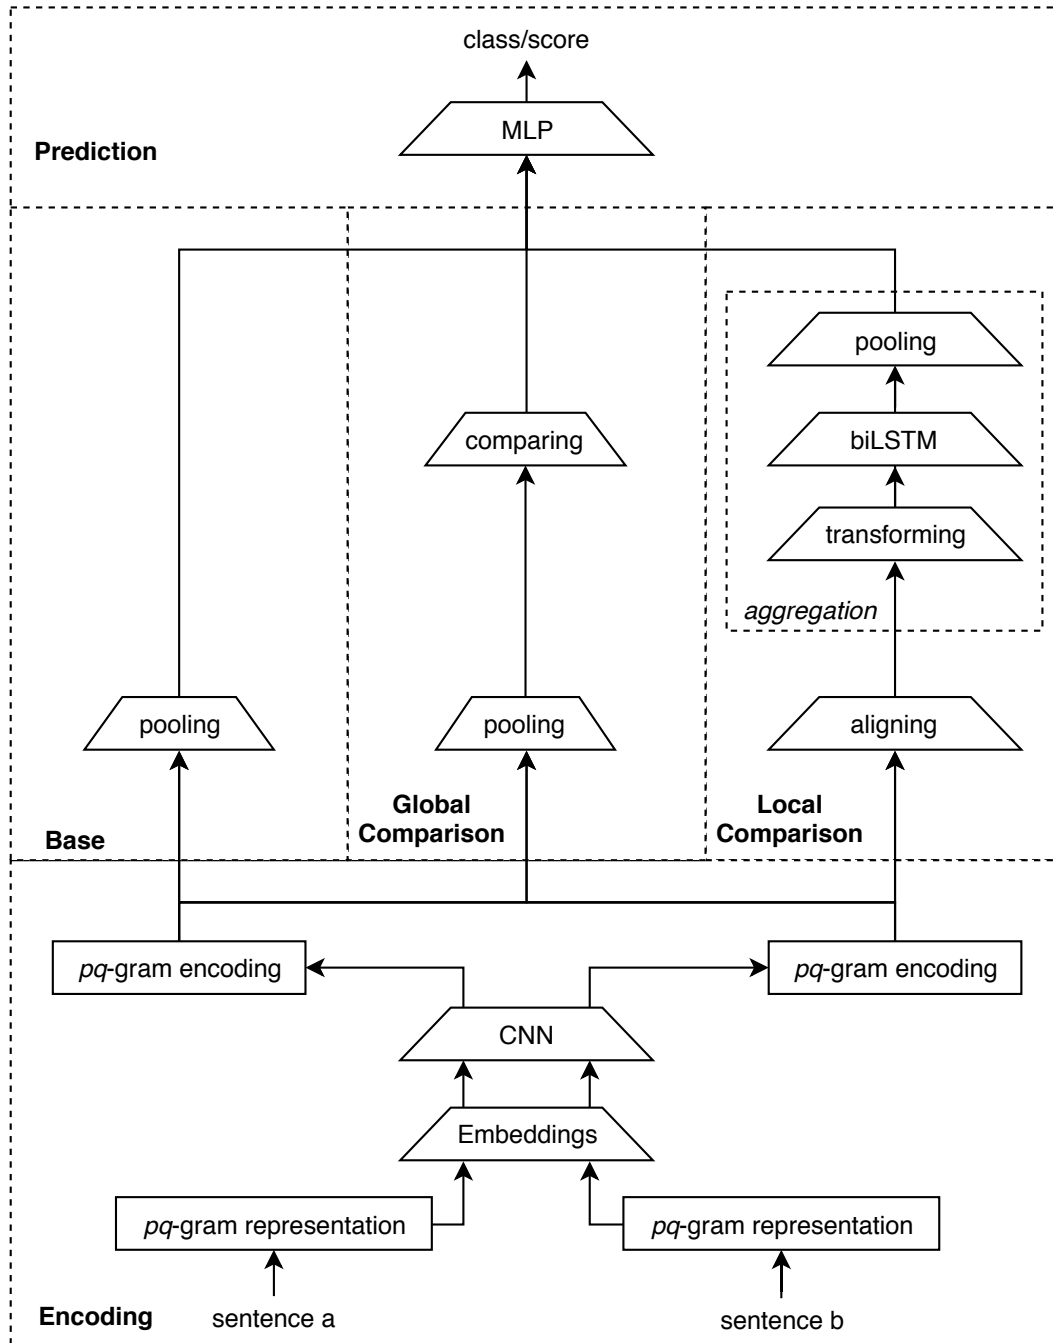 class/score
MLP
Prediction
pooling
comparing
biLSTM
transforming
aggregation
pooling
pooling
aligning
Base
Global
Comparison
Local
Comparison
pq-gram encoding
pq-gram encoding
CNN
Embeddings
pq-gram representation
pq-gram representation
Encoding
sentence a
sentence b